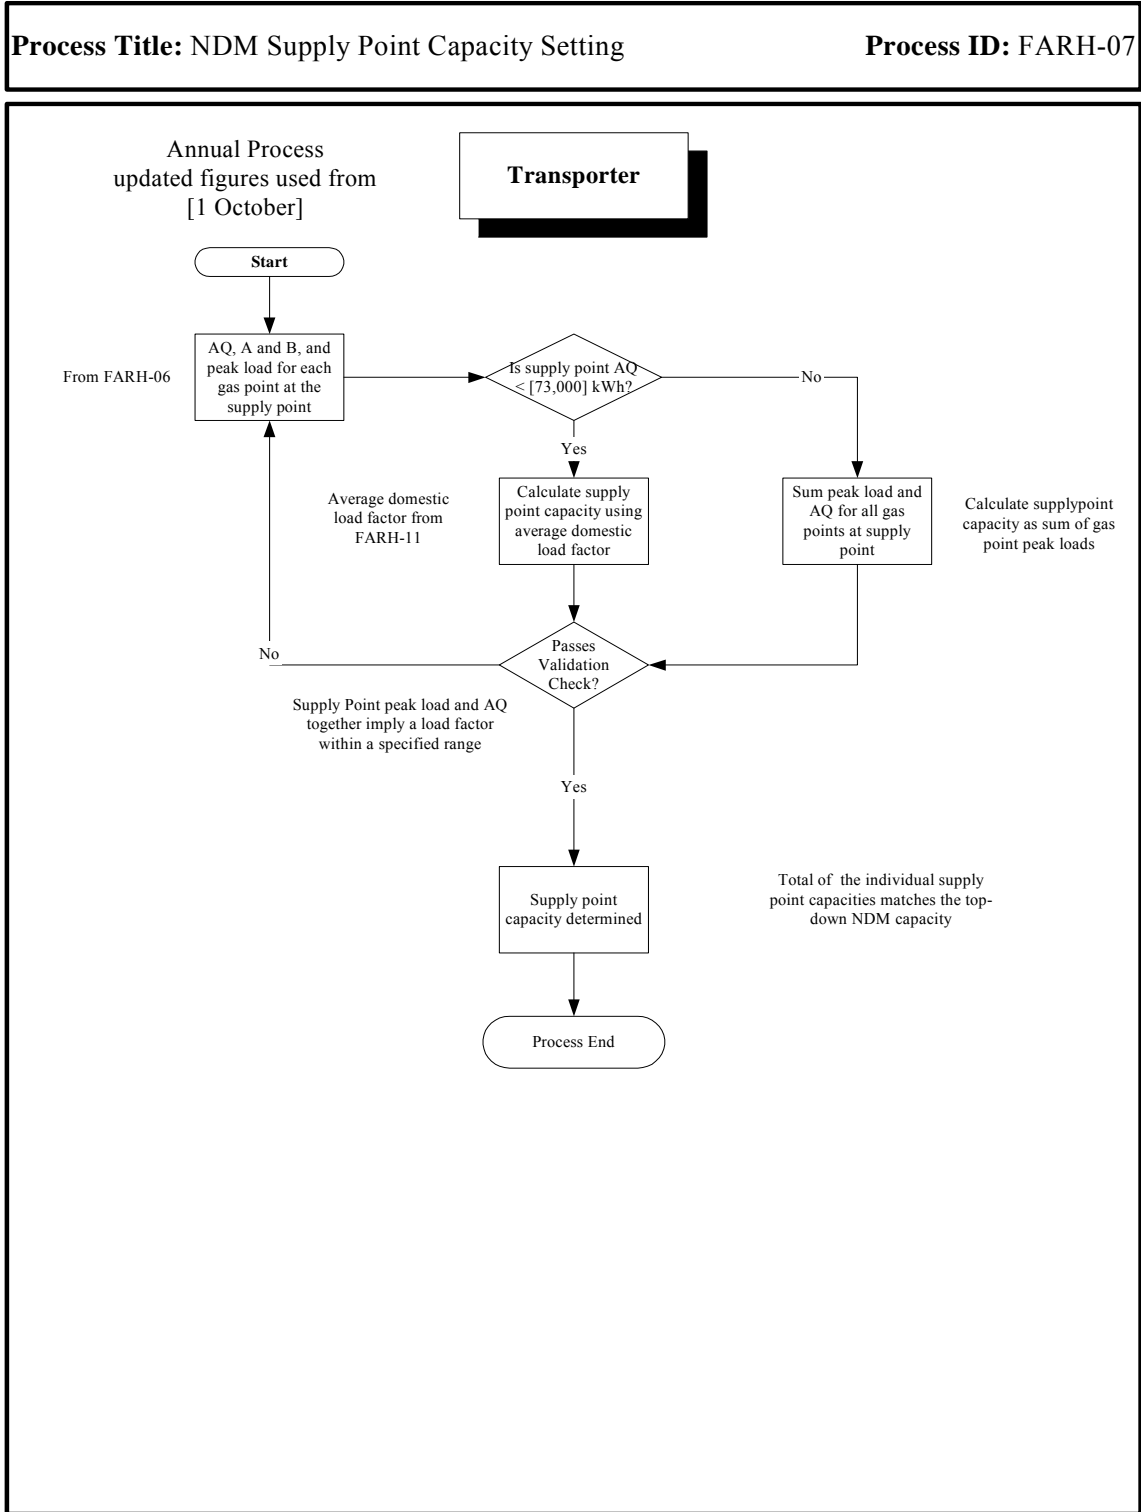 Process Title: NDM Supply Point Capacity Setting Process ID: FARH-07
Annual Process
updated figures used from
[1 October]
Transporter
Start
From FARH-06
AQ, A and B, and
peak load for each
gas point at the
supply point
Is supply point AQ
< [73,000] kWh?
No
Yes
Average domestic
load factor from
FARH-11
Calculate supply
point capacity using
average domestic
load factor
Sum peak load and
AQ for all gas
points at supply
point
Calculate supplypoint
capacity as sum of gas
point peak loads
No
Passes
Validation
Check?
Supply Point peak load and AQ
together imply a load factor
within a specified range
Yes
Supply point
capacity determined
Total of the individual supply
point capacities matches the top-
down NDM capacity
Process End